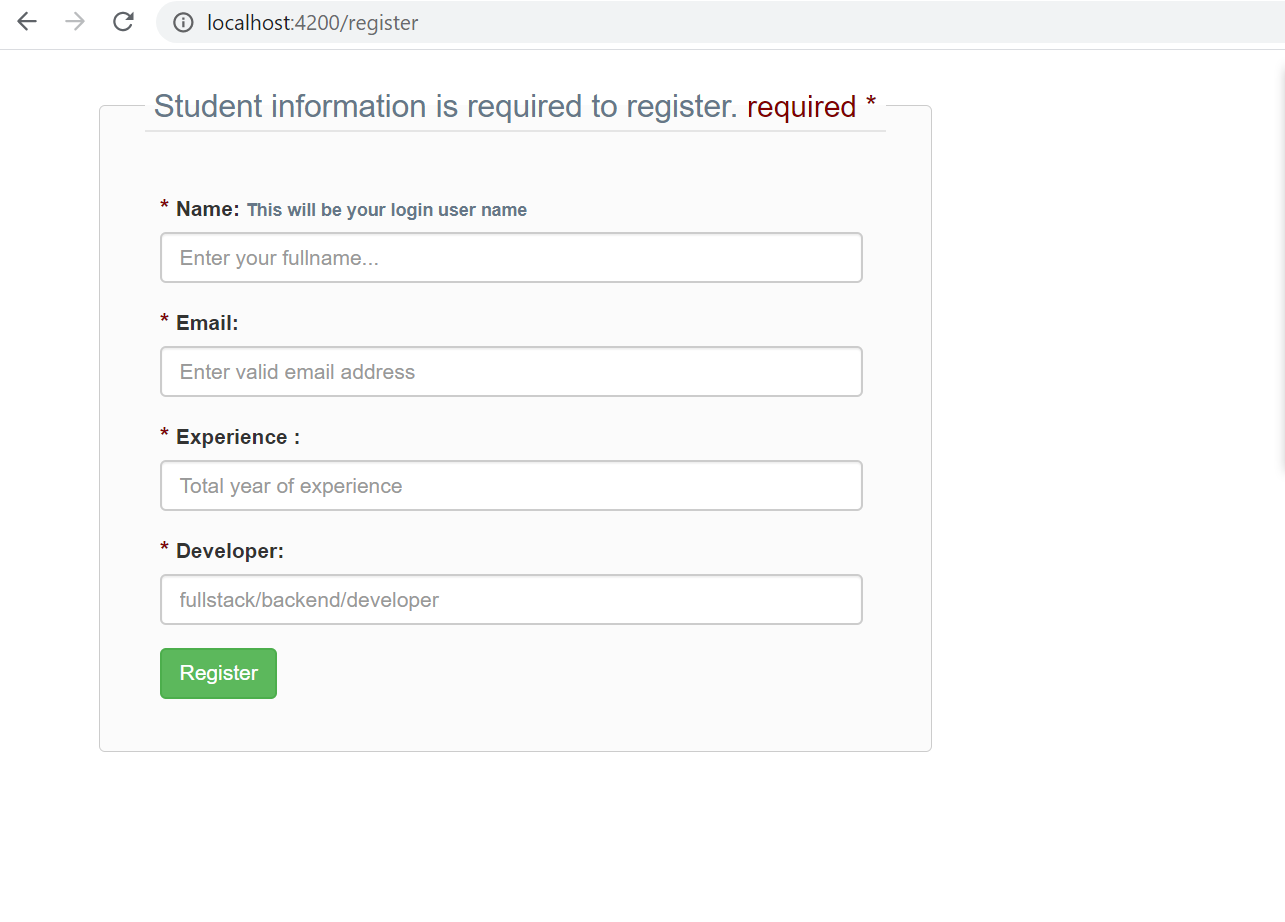 localhost:4200/register
Student information is required to register. required *
* Name: This will be your login user name
Enter your fullname...
* Email:
Enter valid email address
* Experience :
Total year of experience
* Developer:
fullstack/backend/developer
Register